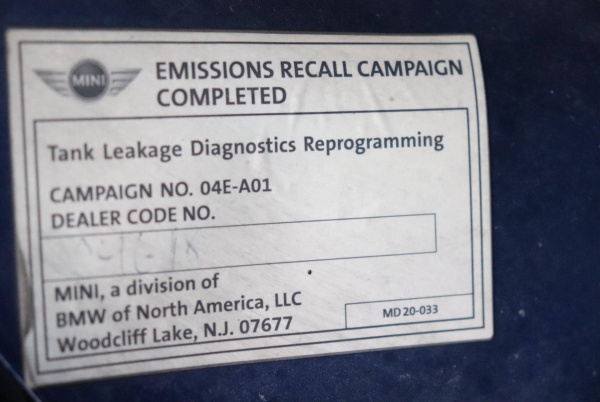 MINI
EMISSIONS RECALL CAMPAIGN
COMPLETED
Tank Leakage Diagnostics Reprogramming
CAMPAIGN NO. 04E-A01
DEALER CODE NO.
MINI, a division of
BMW of North America, LLC
Woodcliff Lake, N.J. 07677
MD 20-033